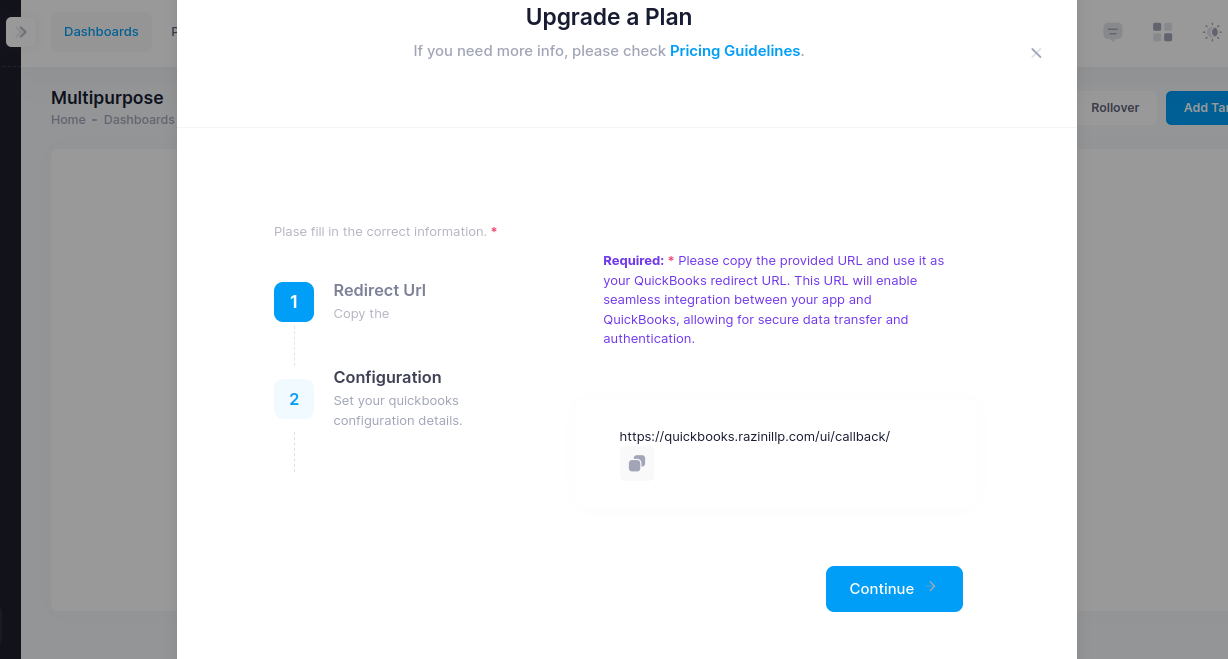 Upgrade a Plan
Dashboards
If you need more info, please check Pricing Guidelines.
Multipurpose
Rollover
Home - Dashboards
Plase fill in the correct information. *
1
Redirect Url
Copy the
2
Configuration
Set your quickbooks
configuration details.
Required: * Please copy the provided URL and use it as
your QuickBooks redirect URL. This URL will enable
seamless integration between your app and
QuickBooks, allowing for secure data transfer and
authentication.
https://quickbooks.razinillp.com/ui/callback/
Continue